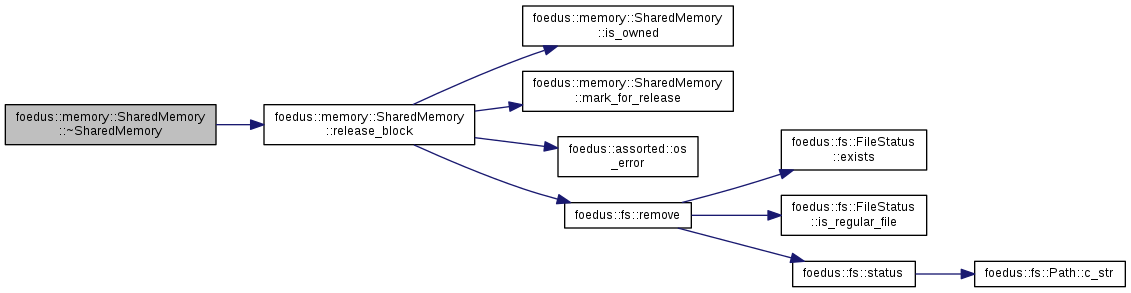 foedus::memory::SharedMemory
::~SharedMemory
foedus::memory::SharedMemory
::release_block
foedus::memory::SharedMemory
::is_owned
foedus::memory::SharedMemory
::mark_for_release
foedus::assorted::os
_error
foedus::fs::remove
foedus::fs::FileStatus
::exists
foedus::fs::FileStatus
::is_regular_file
foedus::fs::status
foedus::fs::Path::c_str